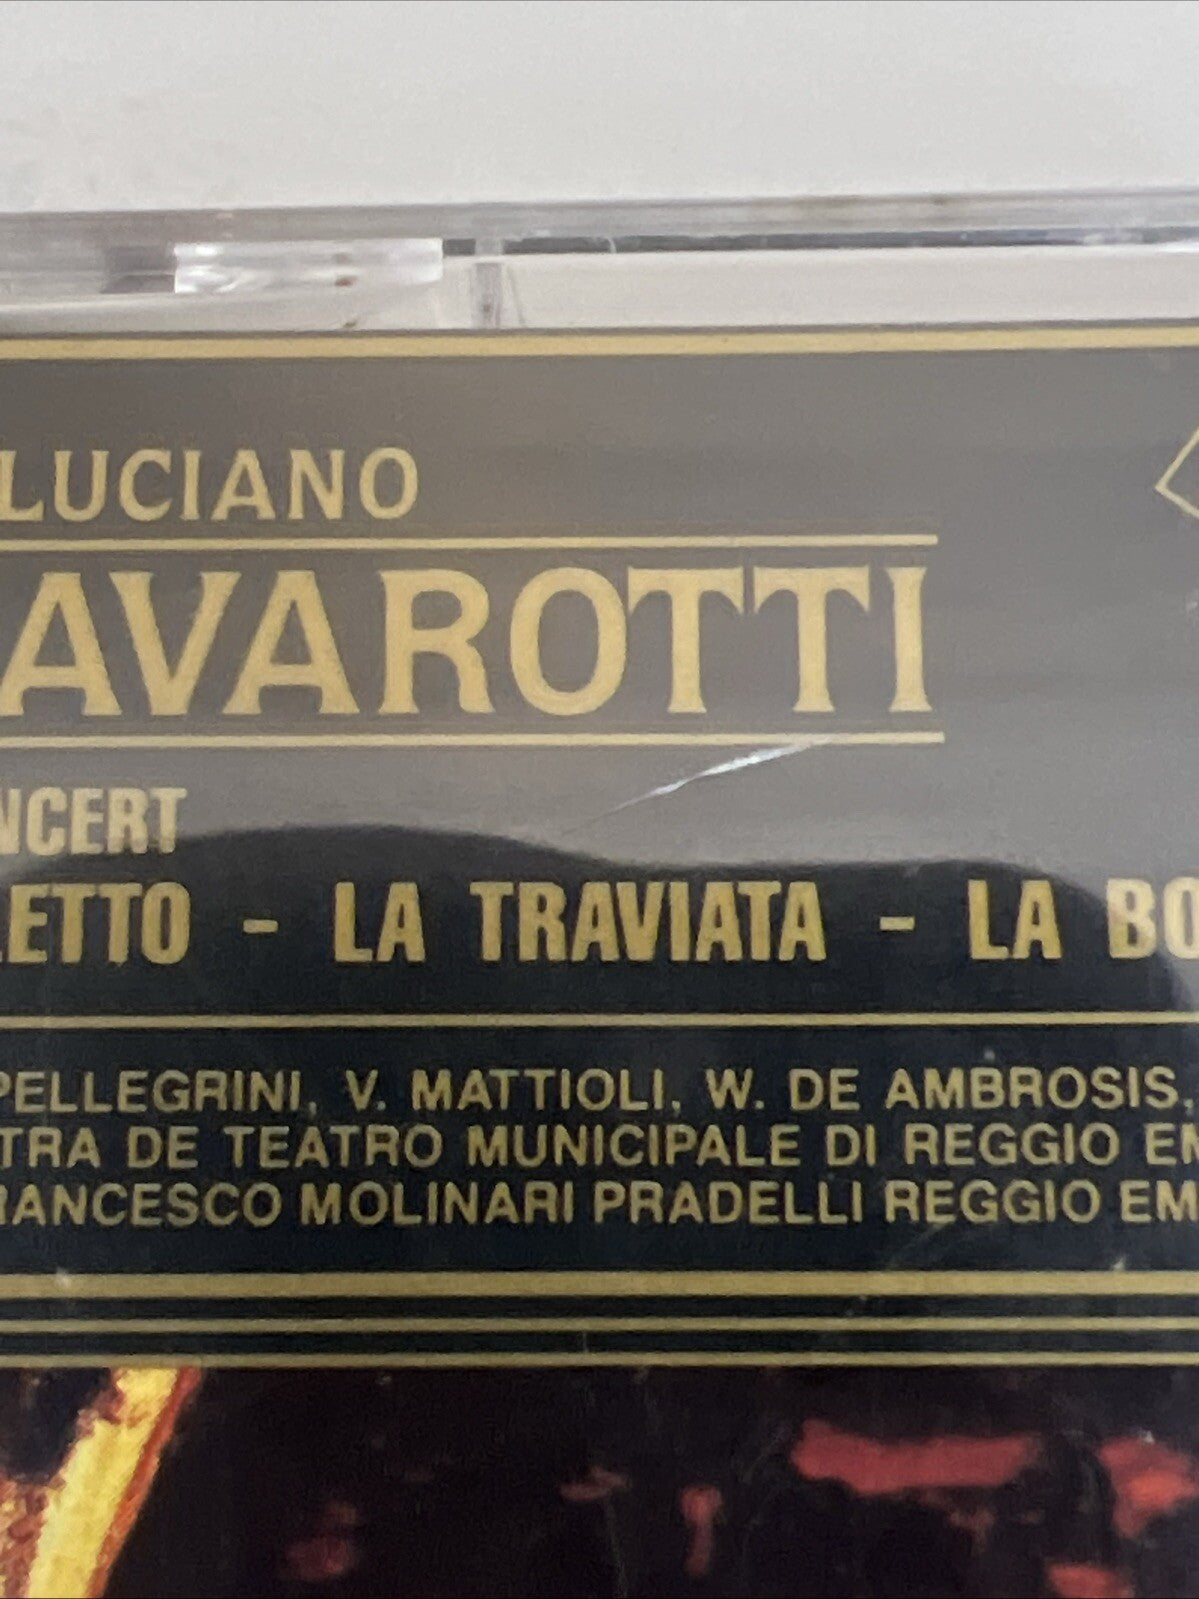 LUCIANO
AVAROTTI
NCERT
LETTO - LA TRAVIATA - LA BO
PELLEGRINI, V. MATTIOLI, W. DE AMBROSIS,
TRA DE TEATRO MUNICIPALE DI REGGIO EM
RANCESCO MOLINARI PRADELLI REGGIO EM